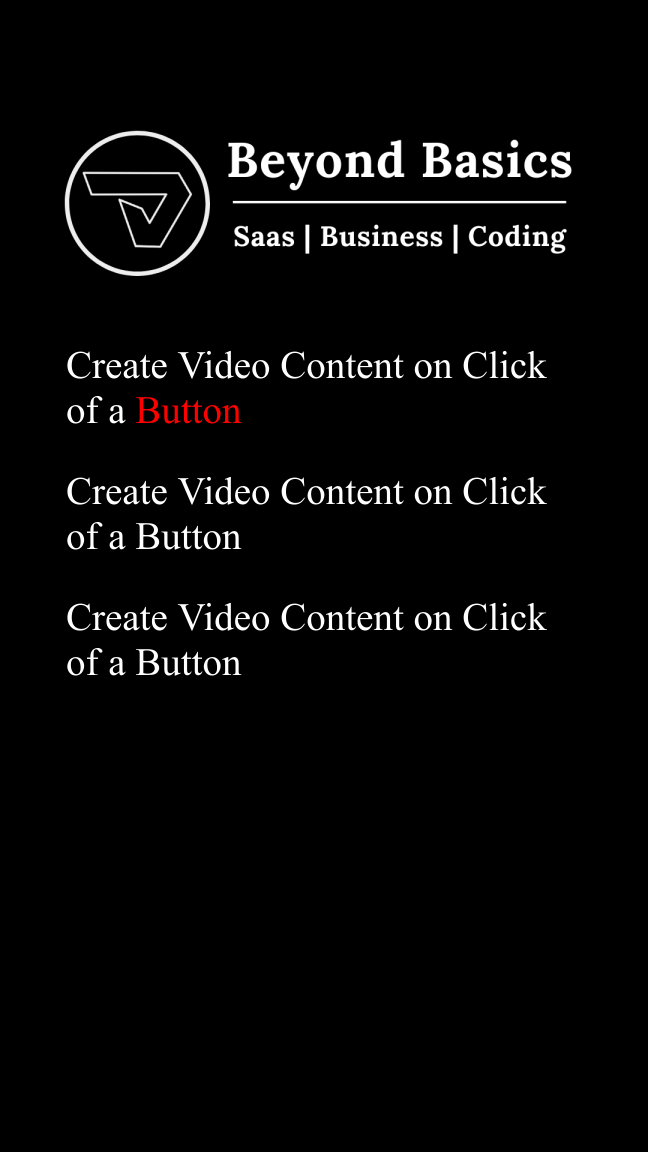 Beyond Basics
Saas | Business | Coding
Create Video Content on Click
of a Button
Create Video Content on Click
of a Button
Create Video Content on Click
of a Button